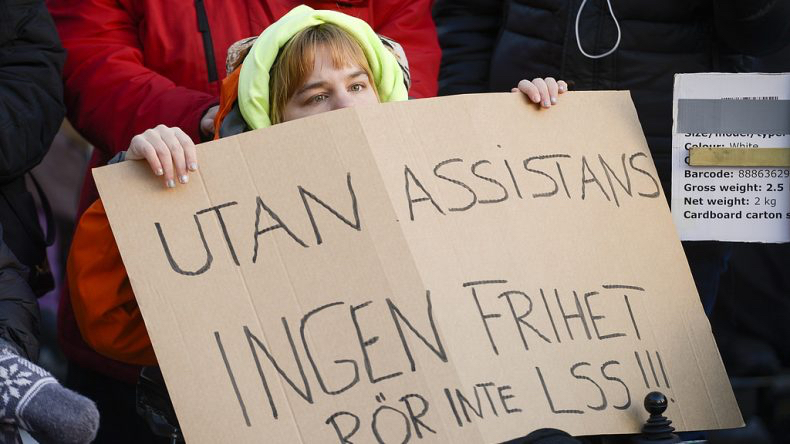 UTAN ASSISTANS
INGEN FRIHET
RÖR INTE LSS!!!
Size/model/type:
Colour: White
Barcode: 88863629
Gross weight: 2.5
Net weight: 2 kg
Cardboard carton s